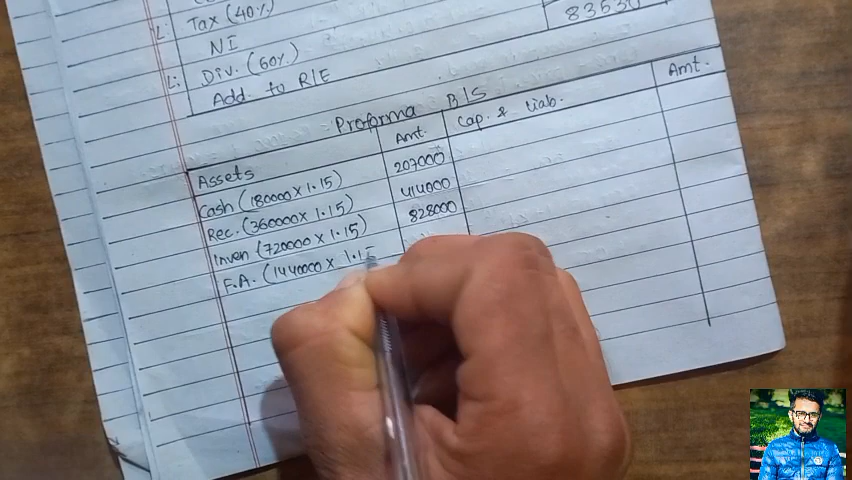 Tax (40%)
NI
L: Div. (60%)
Add. to R/E
83530
Proforma B/S
Assets Amt. Cap. & Liab. Amt.
Cash (180000 x 1.15) 207000
Rec. (360000 x 1.15) 414000
Inven (720000 x 1.15) 828000
F.A. (1440000 x 1.15